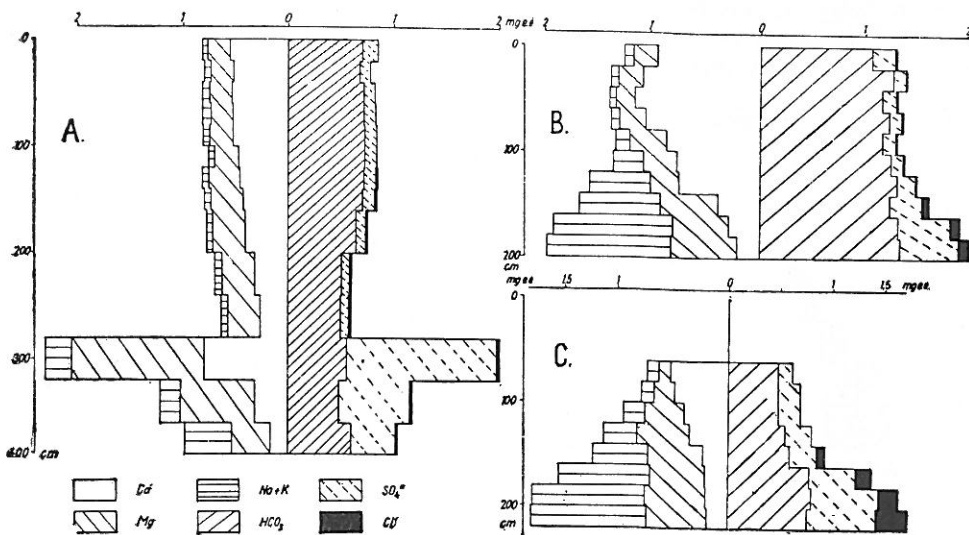 2 1 0 1 2 mgeé.
0
100
200
300
400 cm
A.
2 1 0 1 2
mgeé
0
100
200
cm
B.
1,5 1 0 1 1,5
mgeé. mgeé.
0
100
200
cm
C.
Na+K SO₄"
Mg HCO₃